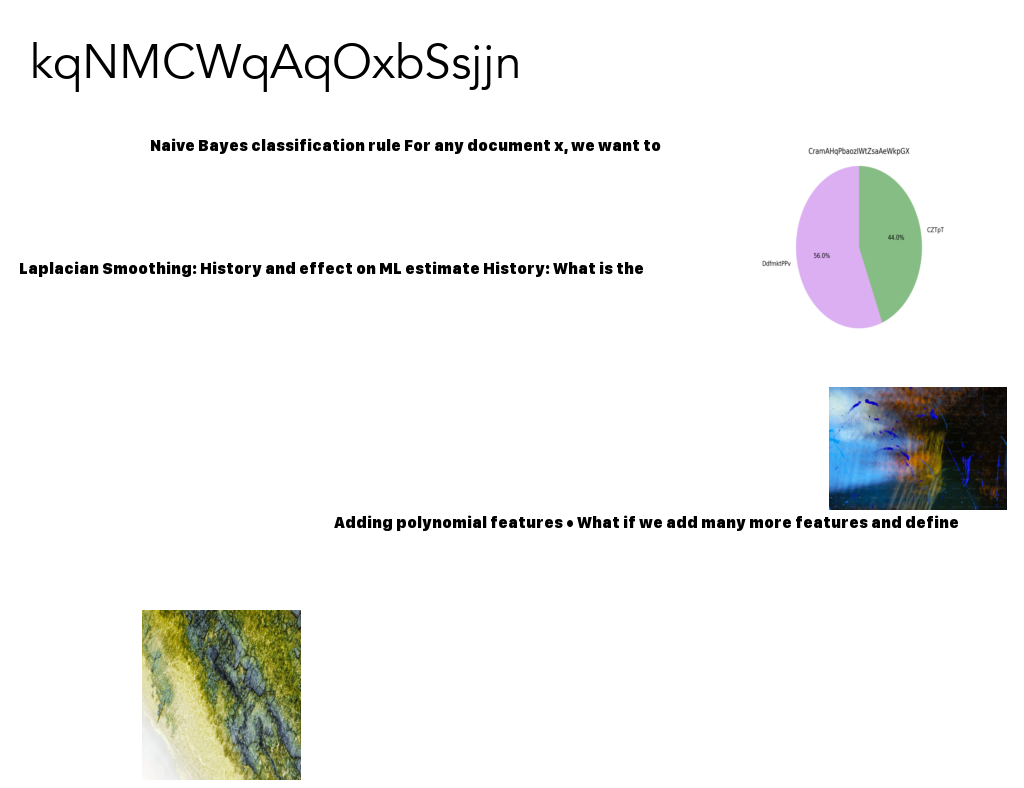 kqNMCWqAqOxbSsjjn
Naive Bayes classification rule For any document x, we want to
CramAHqPbaozIWtZsaAeWkpGX
CZTpT
44.0%
56.0%
DdfmktPPv
Laplacian Smoothing: History and effect on ML estimate History: What is the
Adding polynomial features • What if we add many more features and define